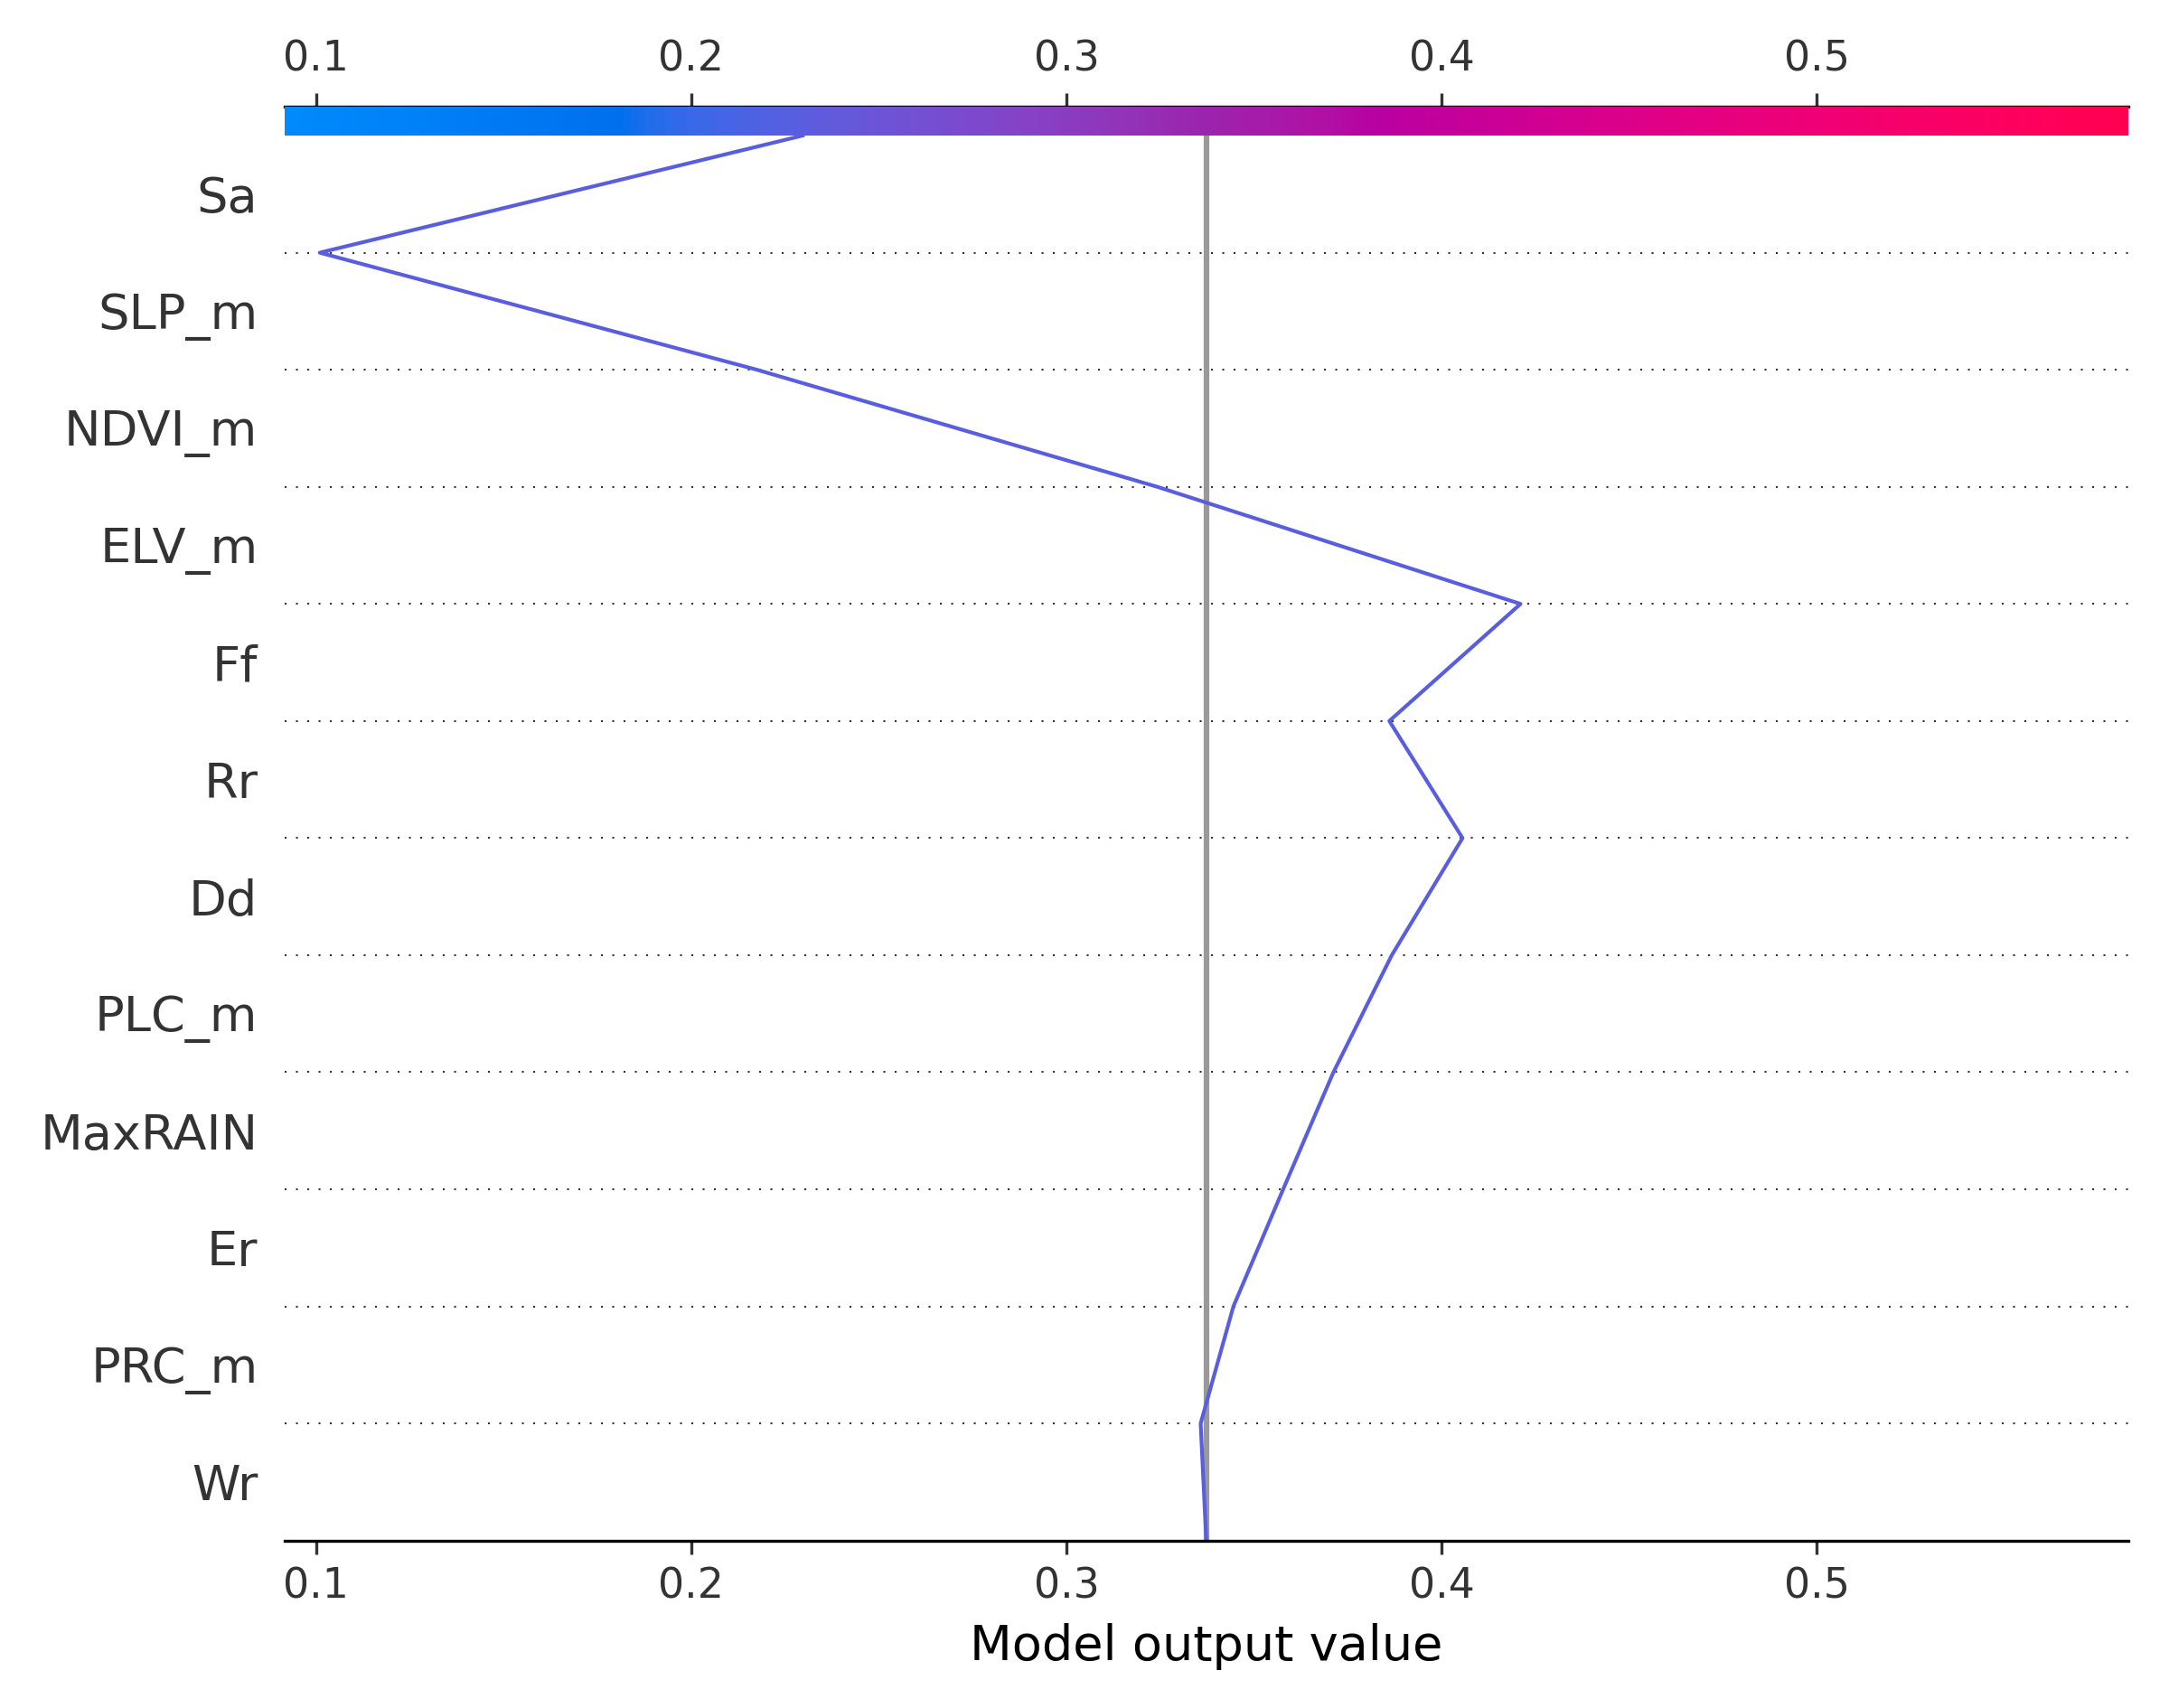 0.1 0.2 0.3 0.4 0.5
Sa
SLP_m
NDVI_m
ELV_m
Ff
Rr
Dd
PLC_m
MaxRAIN
Er
PRC_m
Wr
0.1 0.2 0.3 0.4 0.5
Model output value